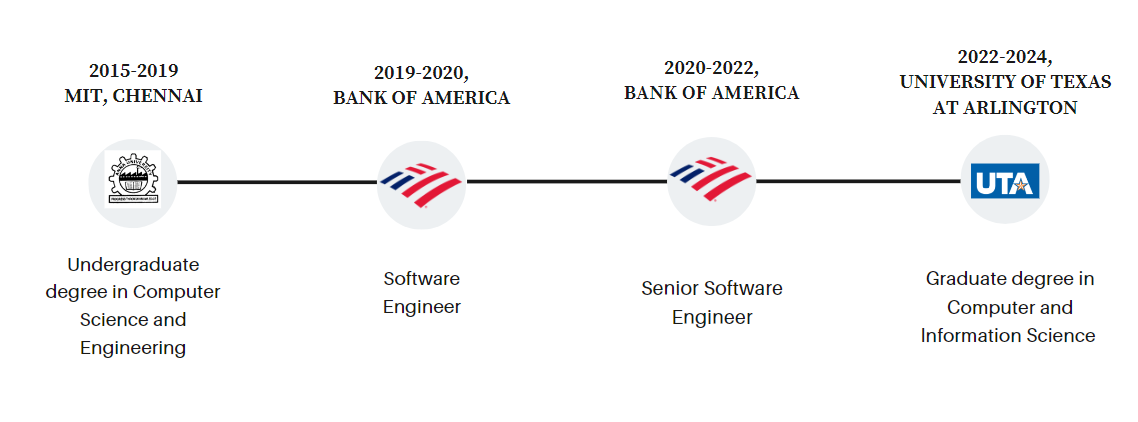 2015-2019
MIT, CHENNAI
2019-2020,
BANK OF AMERICA
2020-2022,
BANK OF AMERICA
2022-2024,
UNIVERSITY OF TEXAS
AT ARLINGTON
UTA
Undergraduate
degree in Computer
Science and
Engineering
Software
Engineer
Senior Software
Engineer
Graduate degree in
Computer and
Information Science